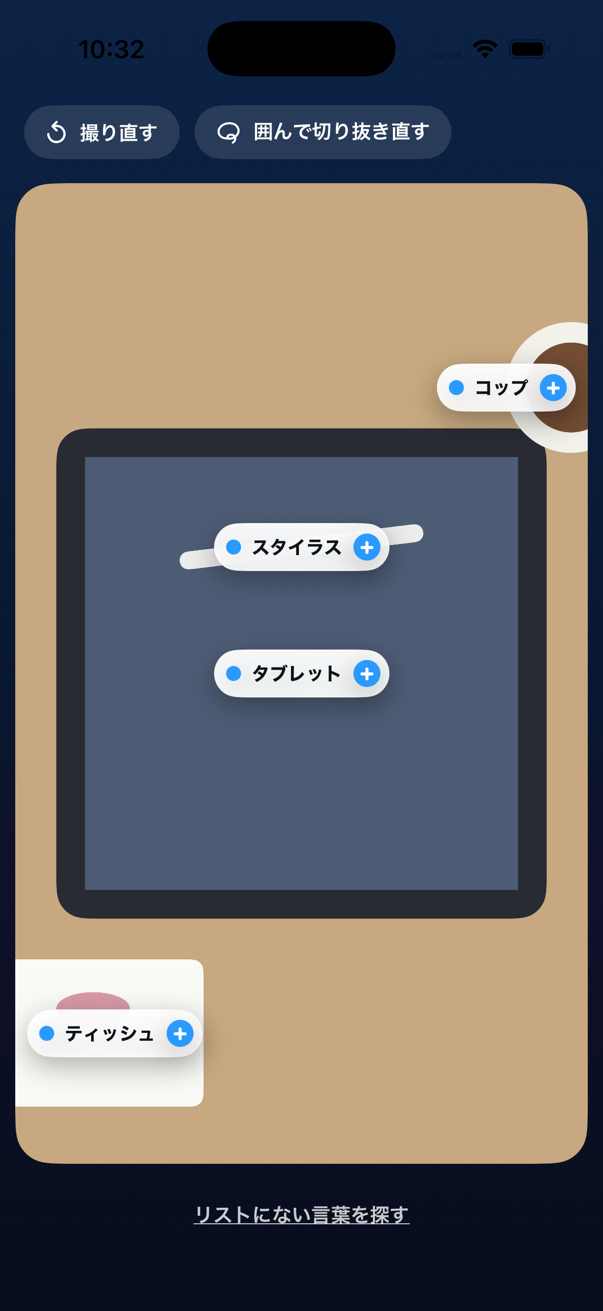 10:32
撮り直す
囲んで切り抜き直す
コップ
スタイラス
タブレット
ティッシュ
リストにない言葉を探す